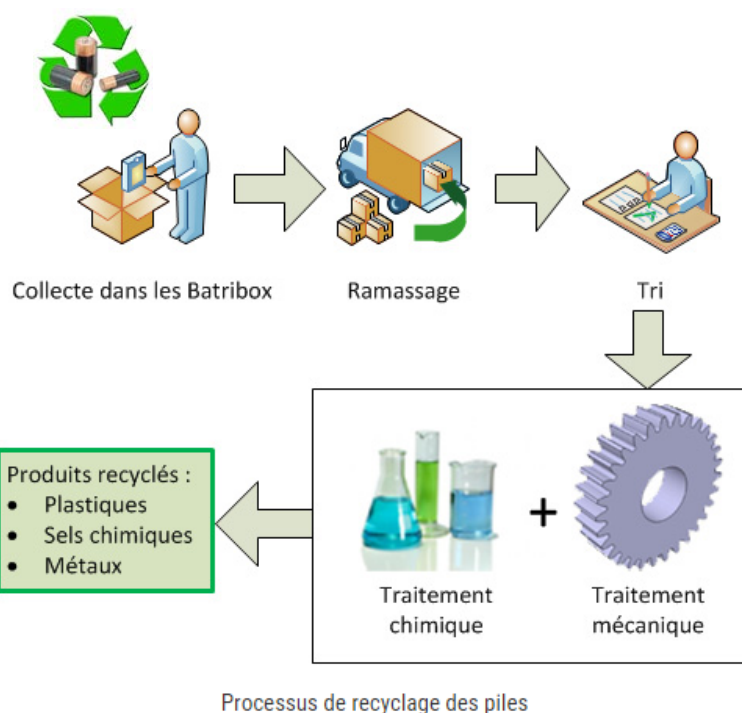 Collecte dans les Batribox
Ramassage
Tri
Traitement
chimique
+
Traitement
mécanique
Produits recyclés :
• Plastiques
• Sels chimiques
• Métaux
Processus de recyclage des piles